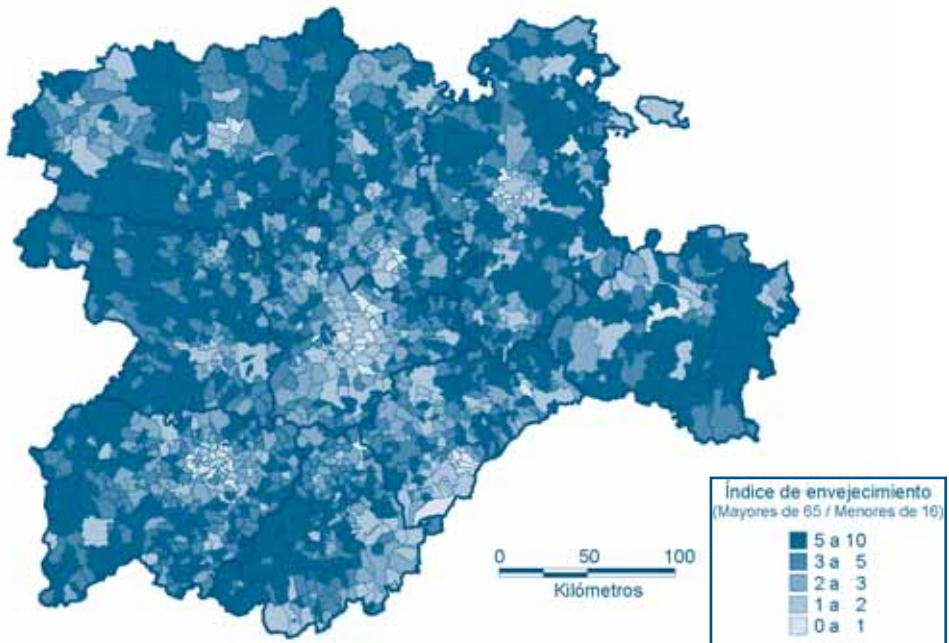 Índice de envejecimiento
(Mayores de 65 / Menores de 16)
5 a 10
3 a 5
2 a 3
1 a 2
0 a 1
0 50 100
Kilómetros